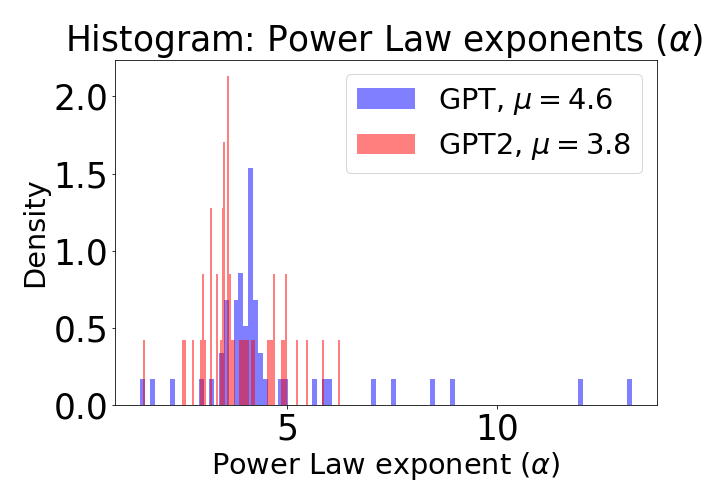 Histogram: Power Law exponents (α)
GPT, μ = 4.6
GPT2, μ = 3.8
Density
2.0
1.5
1.0
0.5
0.0
5
10
Power Law exponent (α)